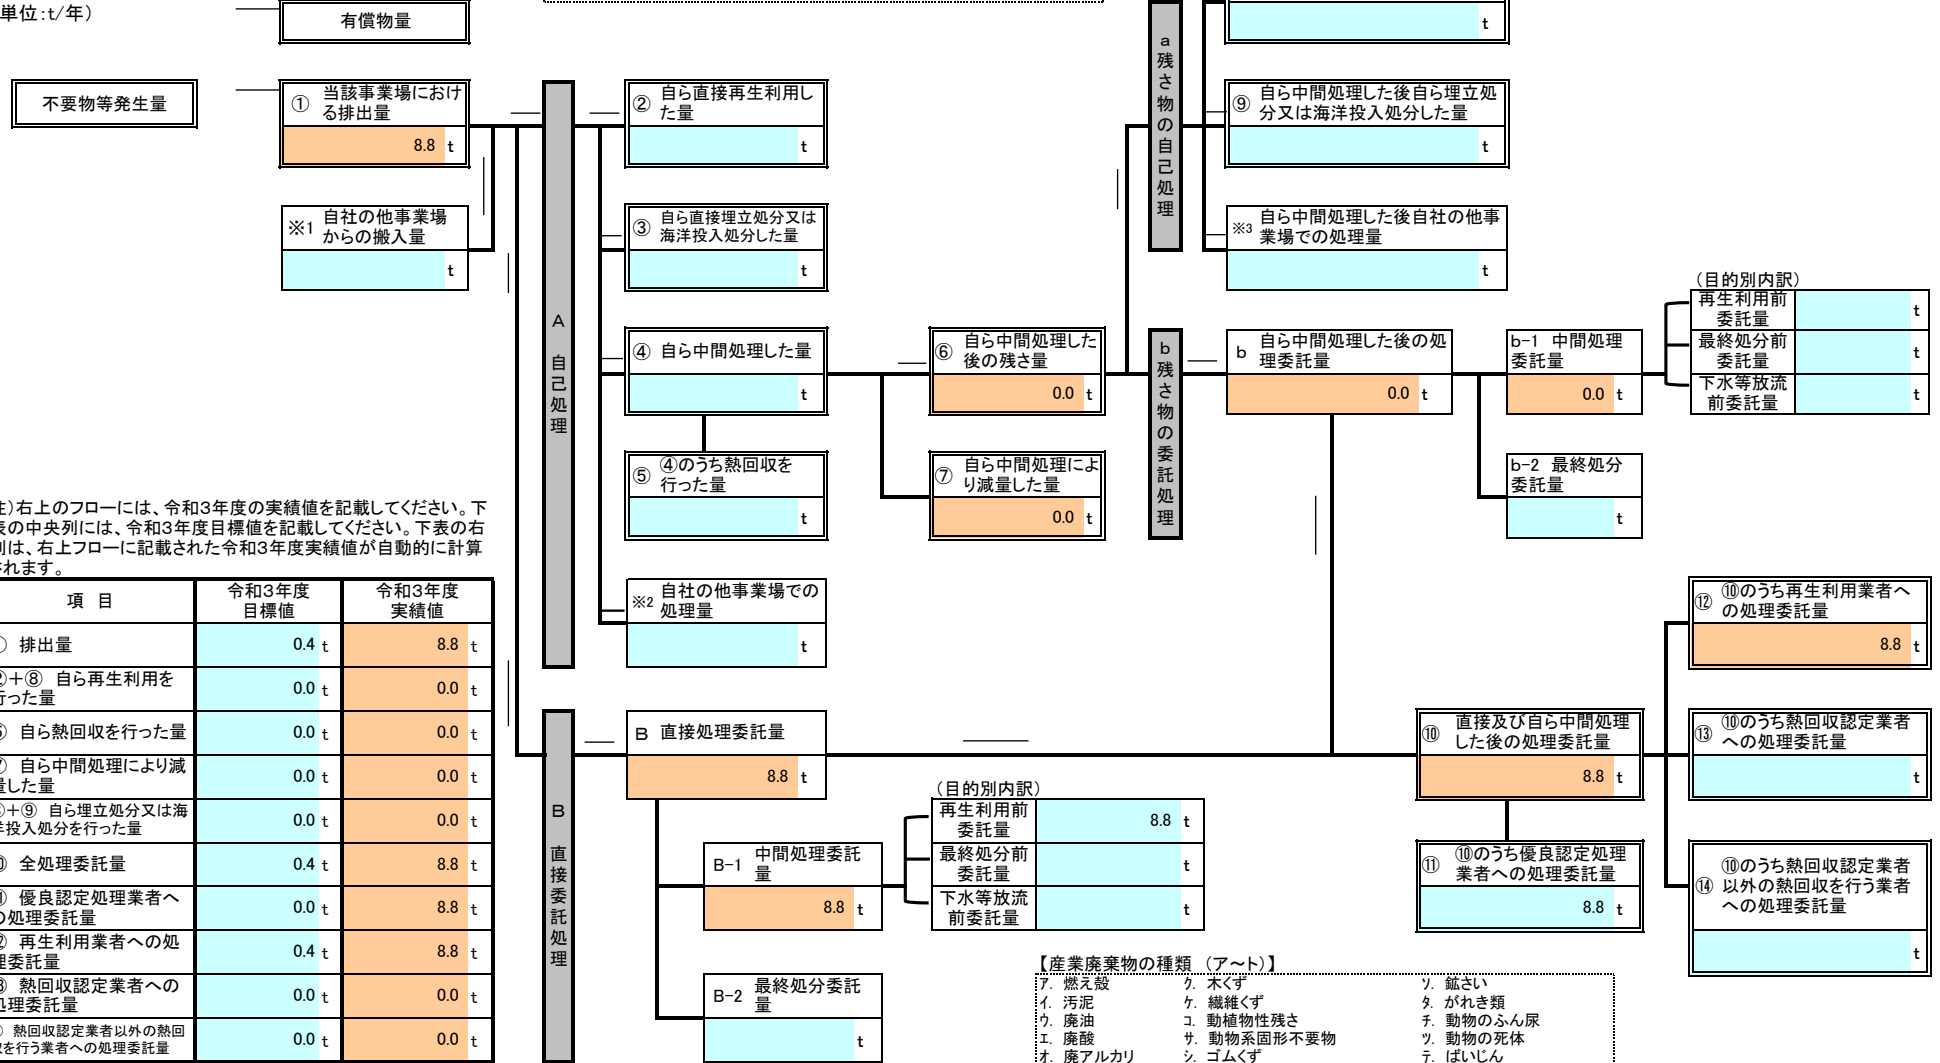 単位:t/年）
有償物量
t
不要物等発生量
① 当該事業場におけ
る排出量
8.8 t
※1 自社の他事業場
からの搬入量
t
A 自己処理
② 自ら直接再生利用し
た量
t
③ 自ら直接埋立処分又は
海洋投入処分した量
t
④ 自ら中間処理した量
t
⑤ ④のうち熱回収を
行った量
t
※2 自社の他事業場での
処理量
t
⑥ 自ら中間処理した
後の残さ量
0.0 t
⑦ 自ら中間処理によ
り減量した量
0.0 t
a残さ物の自己処理
⑨ 自ら中間処理した後自ら埋立処
分又は海洋投入処分した量
t
※3 自ら中間処理した後自社の他事
業場での処理量
t
b残さ物の委託処理
b 自ら中間処理した後の処
理委託量
0.0 t
b-1 中間処理
委託量
0.0 t
b-2 最終処分
委託量
t
（目的別内訳）
再生利用前
委託量
t
最終処分前
委託量
t
下水等放流
前委託量
t
)右上のフローには、令和3年度の実績値を記載してください。下
の中央列には、令和3年度目標値を記載してください。下表の右
は、右上フローに記載された令和3年度実績値が自動的に計算
れます。
項 目
令和3年度
目標値
令和3年度
実績値
排出量 0.4 t 8.8 t
+⑧ 自ら再生利用を
行った量 0.0 t 0.0 t
自ら熱回収を行った量 0.0 t 0.0 t
自ら中間処理により減
量した量 0.0 t 0.0 t
+⑨ 自ら埋立処分又は海
洋投入処分を行った量 0.0 t 0.0 t
全処理委託量 0.4 t 8.8 t
優良認定処理業者へ
の処理委託量 0.0 t 8.8 t
再生利用業者への処
理委託量 0.4 t 8.8 t
熱回収認定業者への
処理委託量 0.0 t 0.0 t
熱回収認定業者以外の熱回
収を行う業者への処理委託量 0.0 t 0.0 t
B 直接委託処理
B 直接処理委託量
8.8 t
B-1 中間処理委託
量
8.8 t
B-2 最終処分委託
量
t
（目的別内訳）
再生利用前
委託量
8.8 t
最終処分前
委託量
t
下水等放流
前委託量
t
⑩ 直接及び自ら中間処理
した後の処理委託量
8.8 t
⑪ ⑩のうち優良認定処理
業者への処理委託量
8.8 t
⑫ ⑩のうち再生利用業者へ
の処理委託量
8.8 t
⑬ ⑩のうち熱回収認定業者
への処理委託量
t
⑭ ⑩のうち熱回収認定業者
以外の熱回収を行う業者
への処理委託量
t
【産業廃棄物の種類 （ア～ト）】
ア. 燃え殻 ク. 木くず ソ. 鉱さい
イ. 汚泥 ケ. 繊維くず タ. がれき類
ウ. 廃油 コ. 動植物性残さ チ. 動物のふん尿
エ. 廃酸 サ. 動物系固形不要物 ツ. 動物の死体
オ. 廃アルカリ シ. ゴムくず テ. ばいじん